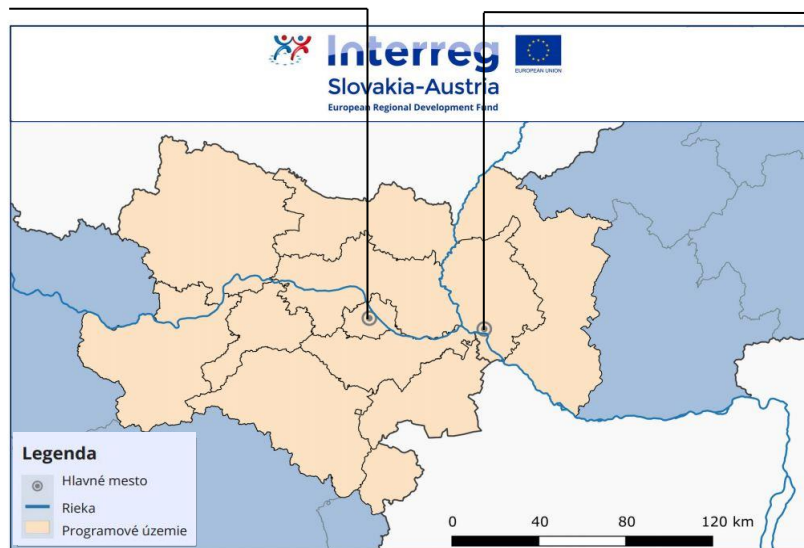 Interreg
EUROPEAN UNION
Slovakia-Austria
European Regional Development Fund
Legenda
Hlavné mesto
Rieka
Programové územie
0 40 80 120 km